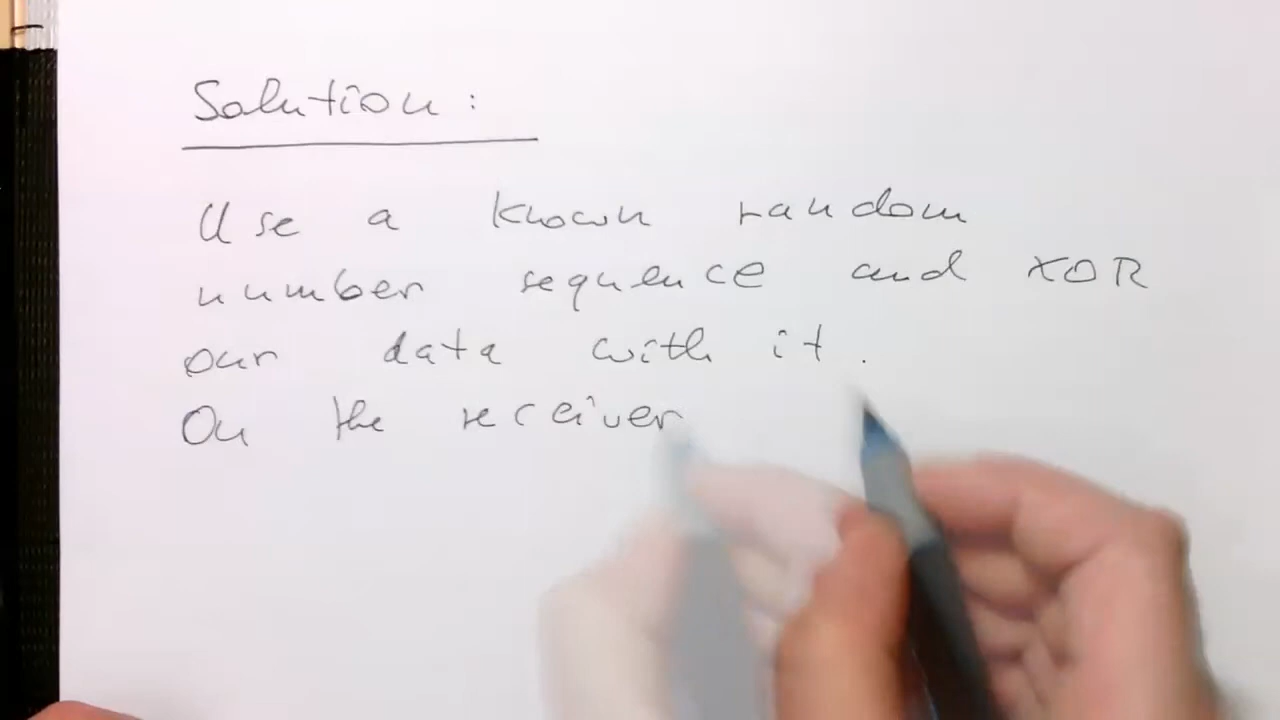 Solution:
Use a known random
number sequence and XOR
our data with it.
On the receiver